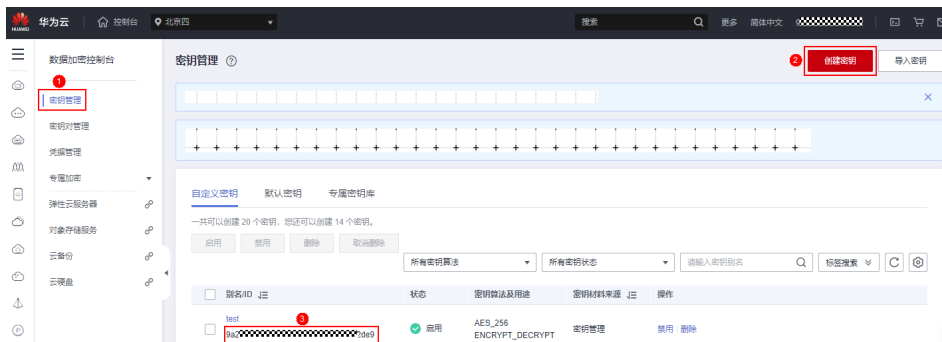 HUAWEI 华为云 控制台 北京四 搜索 更多 简体中文
数据加密控制台
密钥管理
2
创建密钥
导入密钥
1
密钥管理
密钥对管理
凭据管理
专属加密
弹性云服务器
对象存储服务
云备份
云硬盘
自定义密钥 默认密钥 专属密钥库
一共可以创建 20 个密钥，您还可以创建 14 个密钥。
启用 禁用 删除 取消删除
所有密钥算法 所有密钥状态 请输入密钥别名 标签搜索
别名/ID 状态 密钥算法及用途 密钥材料来源 操作
test
3
9a2
de9
启用
AES_256
ENCRYPT_DECRYPT
密钥管理
禁用 删除